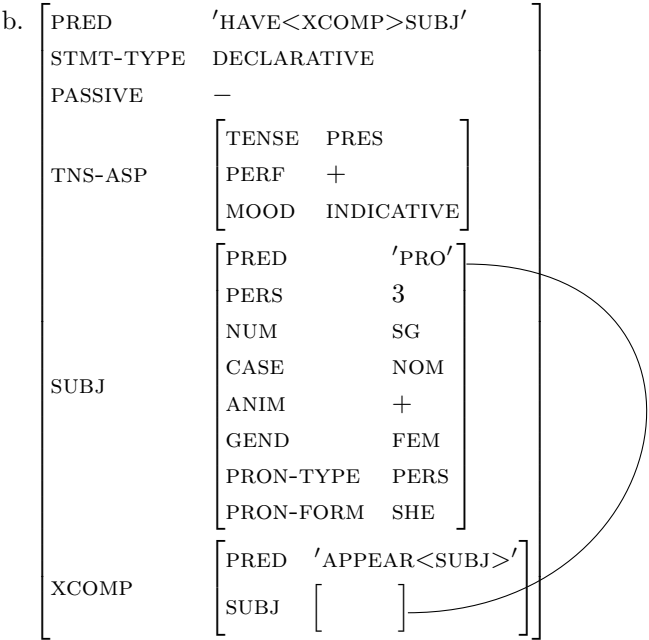 b. PRED 'HAVE<XCOMP>SUBJ'
STMT-TYPE DECLARATIVE
PASSIVE −
TNS-ASP
TENSE PRES
PERF +
MOOD INDICATIVE
SUBJ
PRED 'PRO'
PERS 3
NUM SG
CASE NOM
ANIM +
GEND FEM
PRON-TYPE PERS
PRON-FORM SHE
XCOMP
PRED 'APPEAR<SUBJ>'
SUBJ [ ]